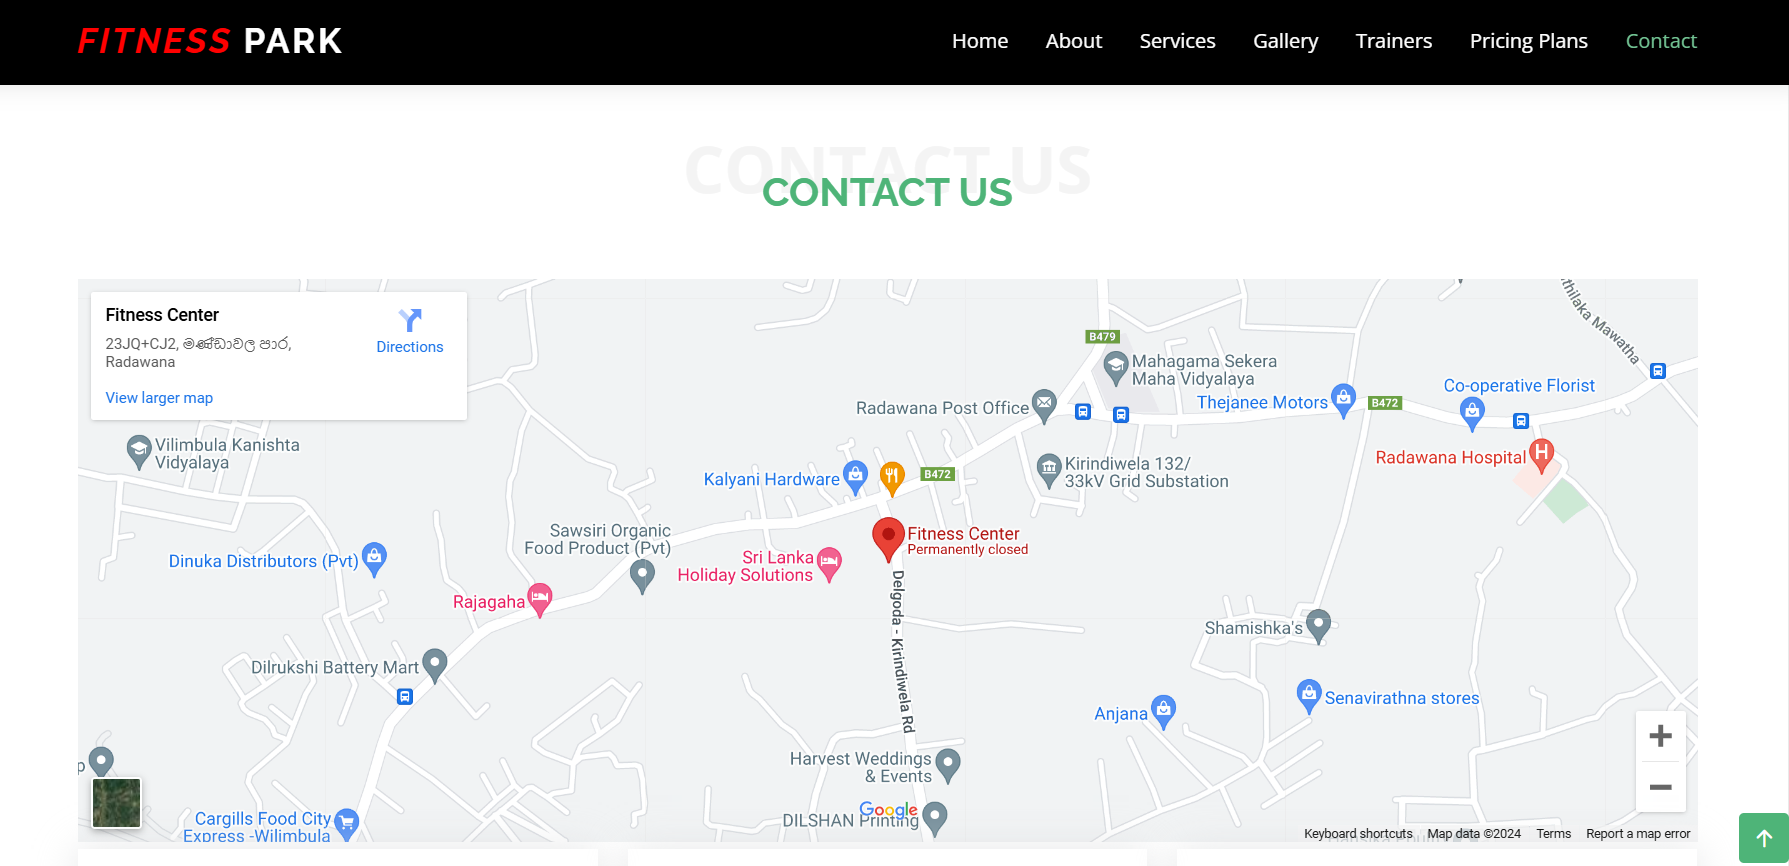 FITNESS PARK
Home
About
Services
Gallery
Trainers
Pricing Plans
Contact
CONTACT US
CONTACT US
Fitness Center
23JQ+CJ2, මණ්ඩාවල පාර,
Radawana
Directions
View larger map
thilaka Mawatha
B479
Mahagama Sekera
Maha Vidyalaya
Co-operative Florist
Thejanee Motors
B472
Radawana Post Office
Vilimbula Kanishta
Vidyalaya
Radawana Hospital
H
Kirindiwela 132/
33kV Grid Substation
Kalyani Hardware
B472
Sawsiri Organic
Food Product (Pvt)
Fitness Center
Permanently closed
Dinuka Distributors (Pvt)
Sri Lanka
Holiday Solutions
Rajagaha
Delgoda - Kirindiwela Rd
Shamishka's
Dilrukshi Battery Mart
Senavirathna stores
Anjana
Harvest Weddings
& Events
p
Google
DILSHAN Printing
Cargills Food City
Express -Wilimbula
Keyboard shortcuts
Map data ©2024
Terms
Report a map error